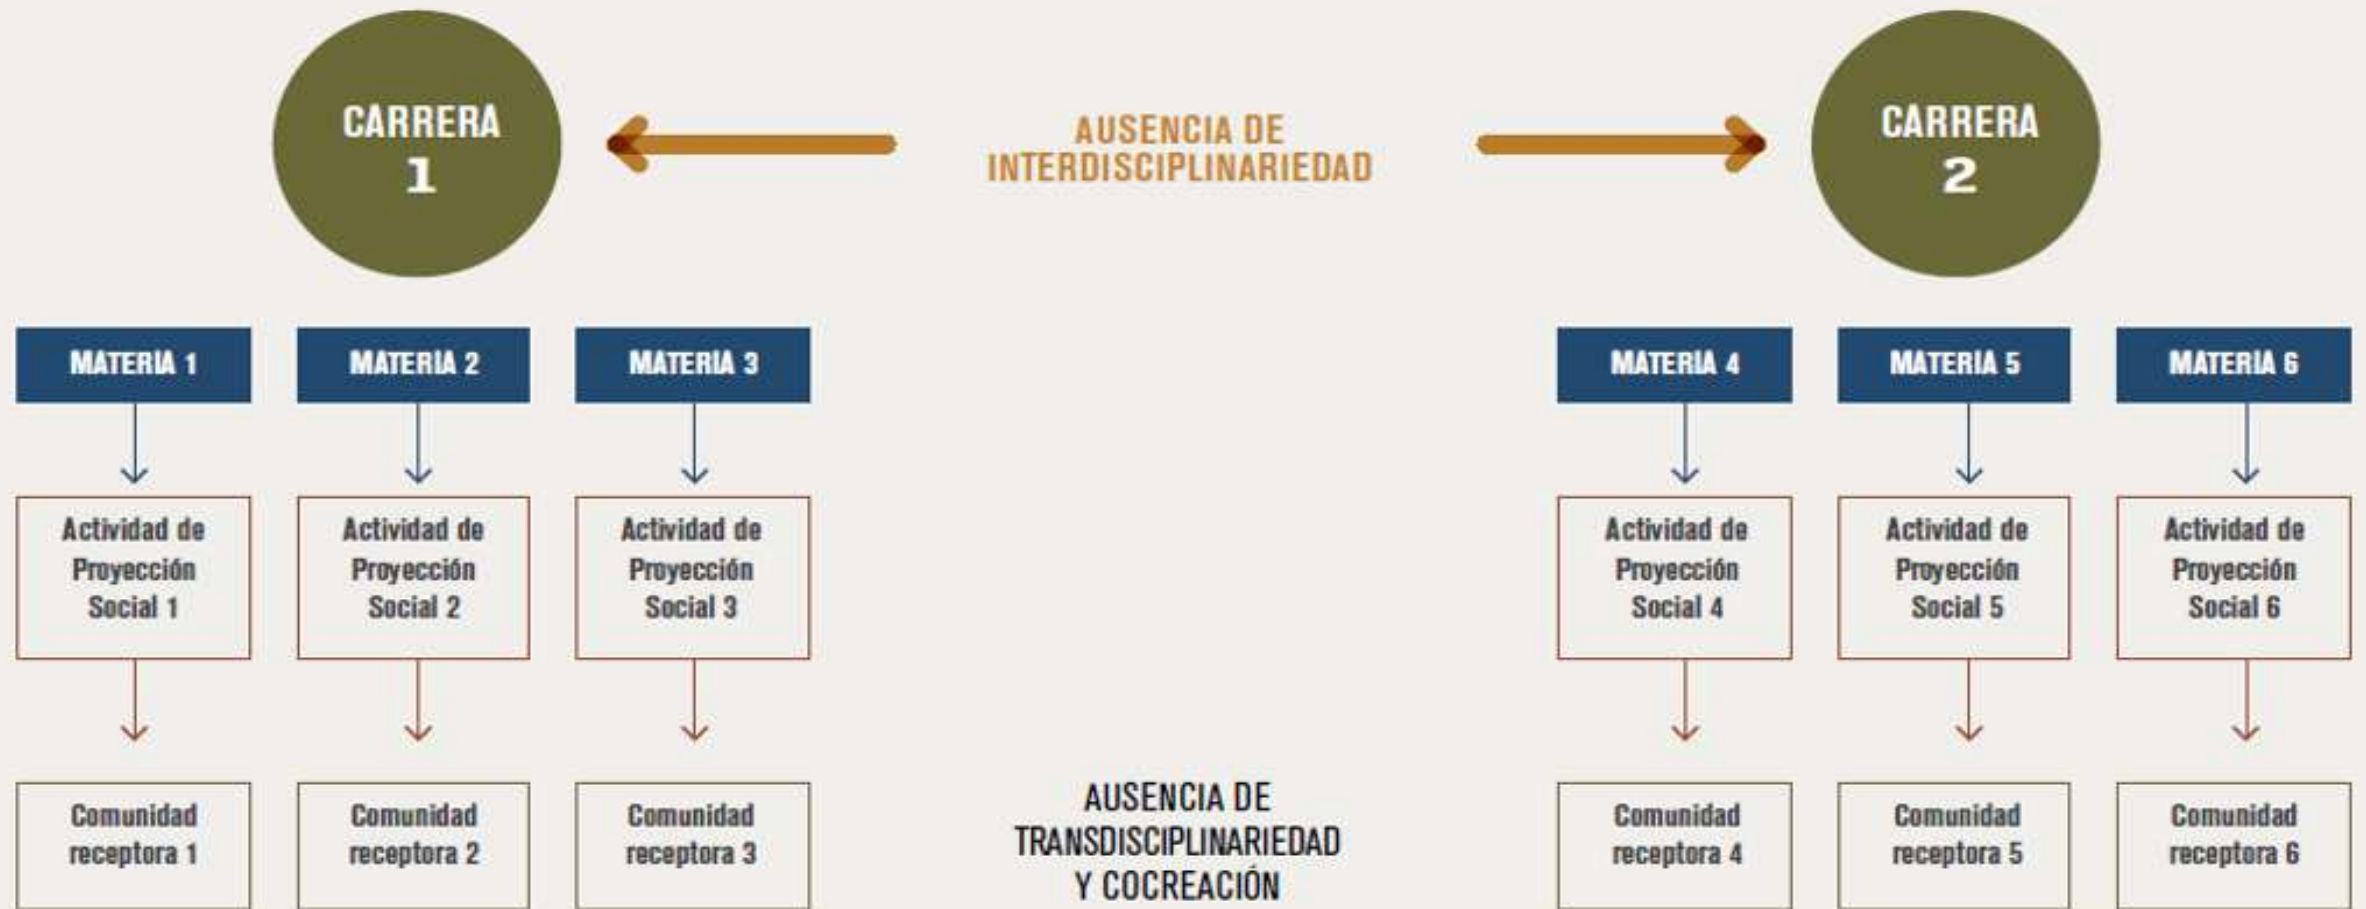 CARRERA
1
AUSENCIA DE
INTERDISCIPLINARIEDAD
CARRERA
2
MATERIA 1
MATERIA 2
MATERIA 3
MATERIA 4
MATERIA 5
MATERIA 6
Actividad de
Proyección
Social 1
Actividad de
Proyección
Social 2
Actividad de
Proyección
Social 3
Actividad de
Proyección
Social 4
Actividad de
Proyección
Social 5
Actividad de
Proyección
Social 6
Comunidad
receptora 1
Comunidad
receptora 2
Comunidad
receptora 3
AUSENCIA DE
TRANSDISCIPLINARIEDAD
Y COCREACIÓN
Comunidad
receptora 4
Comunidad
receptora 5
Comunidad
receptora 6